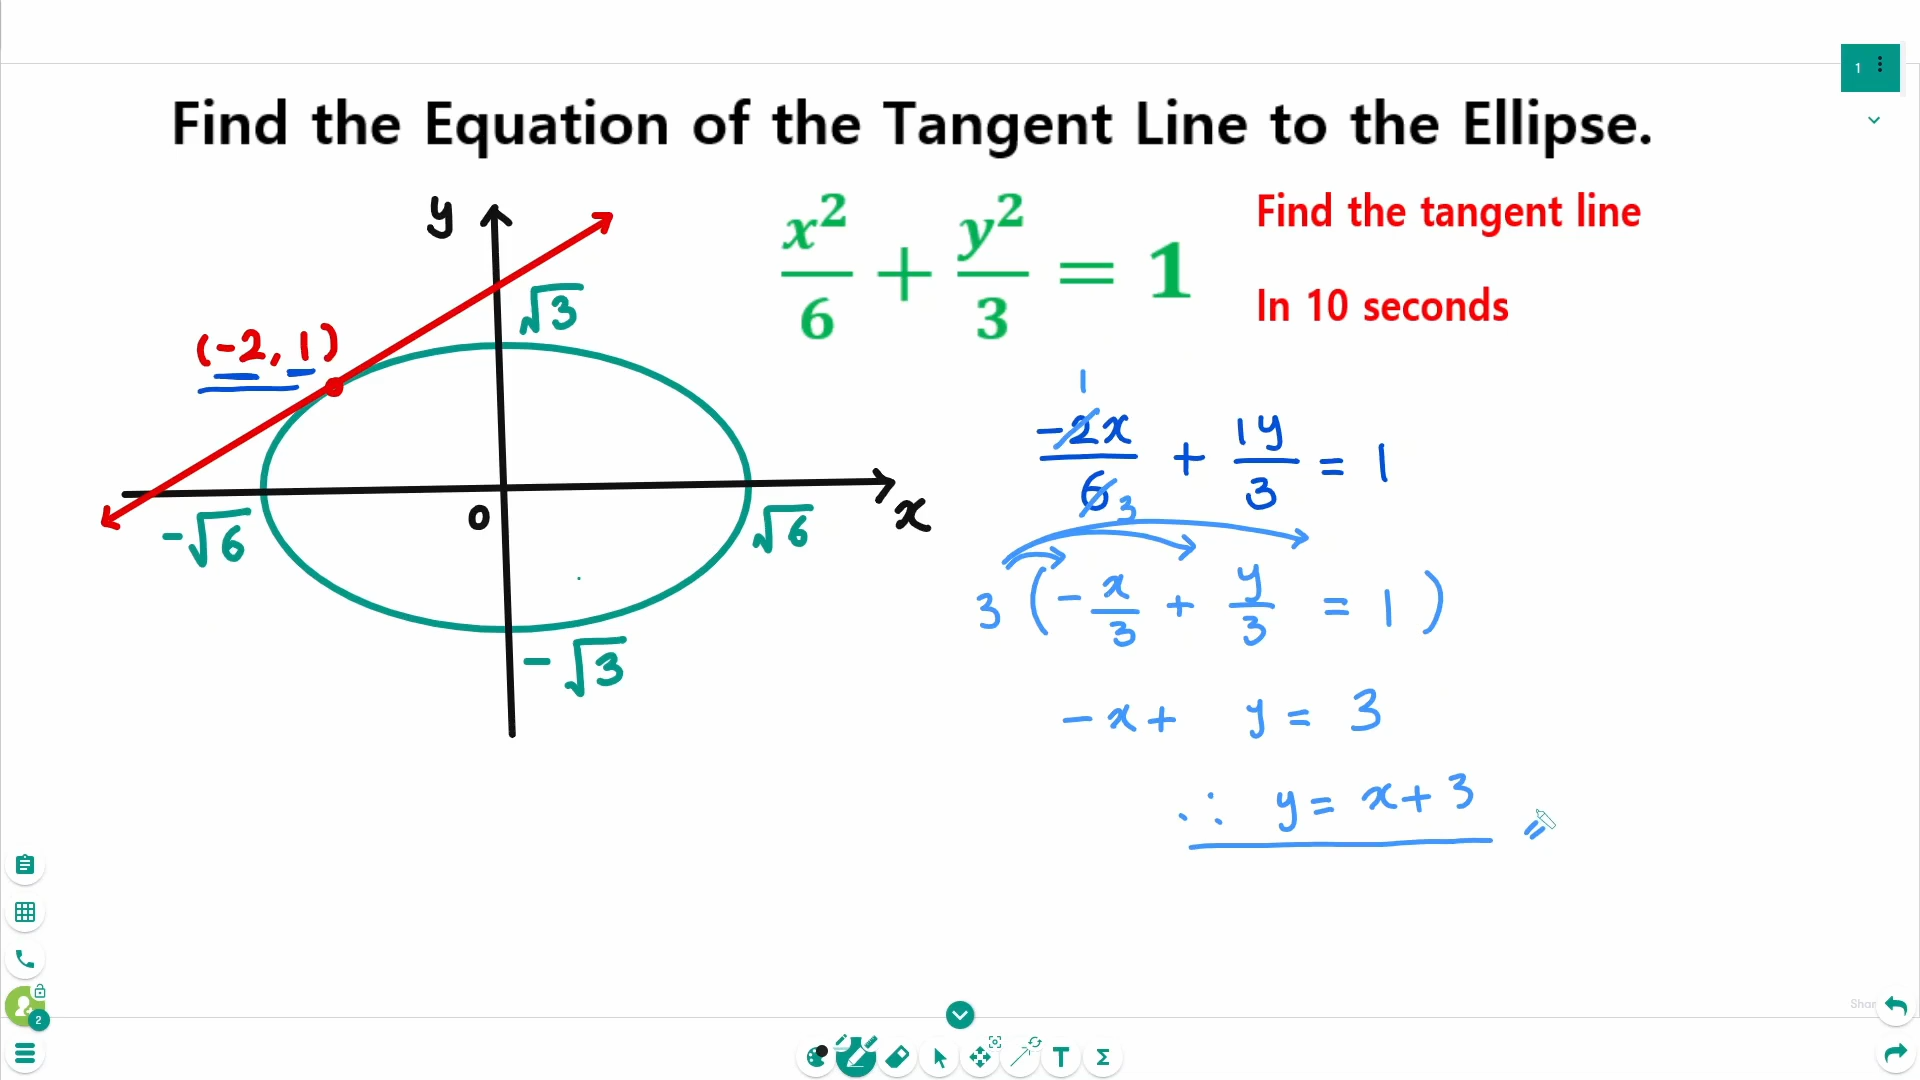 1
Find the Equation of the Tangent Line to the Ellipse.
y
x²/6 + y²/3 = 1
Find the tangent line
In 10 seconds
√3
(-2, 1)
1
-2x/6 + 1y/3 = 1
3
-√6
0
√6
x
3 (-x/3 + y/3 = 1)
-√3
-x + y = 3
∴ y = x + 3
2
T
Σ